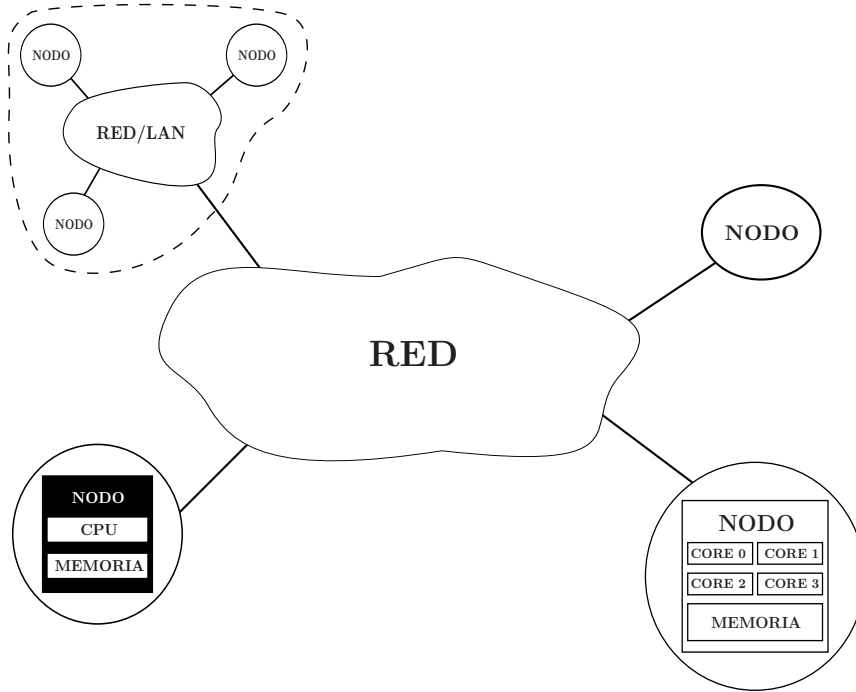 NODO
NODO
RED/LAN
NODO
NODO
RED
NODO
CPU
MEMORIA
NODO
CORE 0
CORE 1
CORE 2
CORE 3
MEMORIA